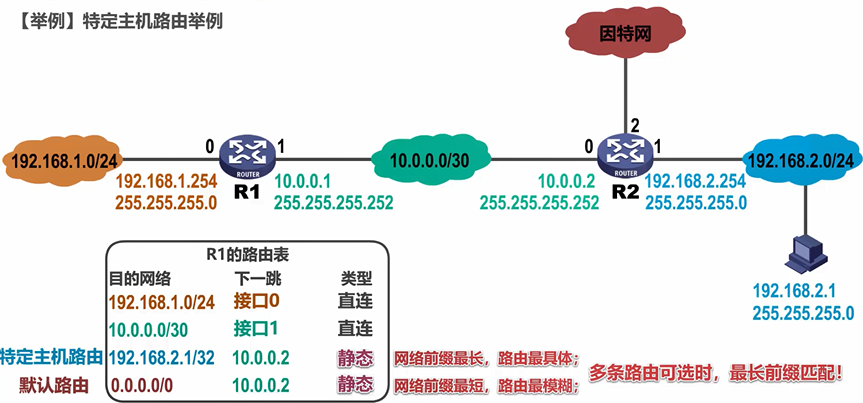 【举例】特定主机路由举例
因特网
2
0
1
0
1
192.168.1.0/24
10.0.0.0/30
192.168.2.0/24
ROUTER
ROUTER
192.168.1.254
255.255.255.0
R1
10.0.0.1
255.255.255.252
10.0.0.2
255.255.255.252
R2
192.168.2.254
255.255.255.0
192.168.2.1
255.255.255.0
R1的路由表
目的网络 下一跳 类型
192.168.1.0/24 接口0 直连
10.0.0.0/30 接口1 直连
特定主机路由 192.168.2.1/32 10.0.0.2 静态 网络前缀最长，路由最具体；
默认路由 0.0.0.0/0 10.0.0.2 静态 网络前缀最短，路由最模糊；
多条路由可选时，最长前缀匹配！